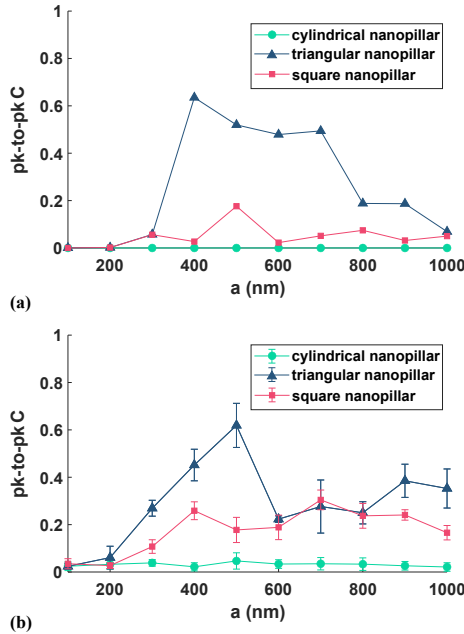 1
cylindrical nanopillar
triangular nanopillar
square nanopillar
0.8
0.6
0.4
0.2
0
pk-to-pk C
200 400 600 800 1000
a (nm)
(a)
1
cylindrical nanopillar
triangular nanopillar
square nanopillar
0.8
0.6
0.4
0.2
0
pk-to-pk C
200 400 600 800 1000
a (nm)
(b)